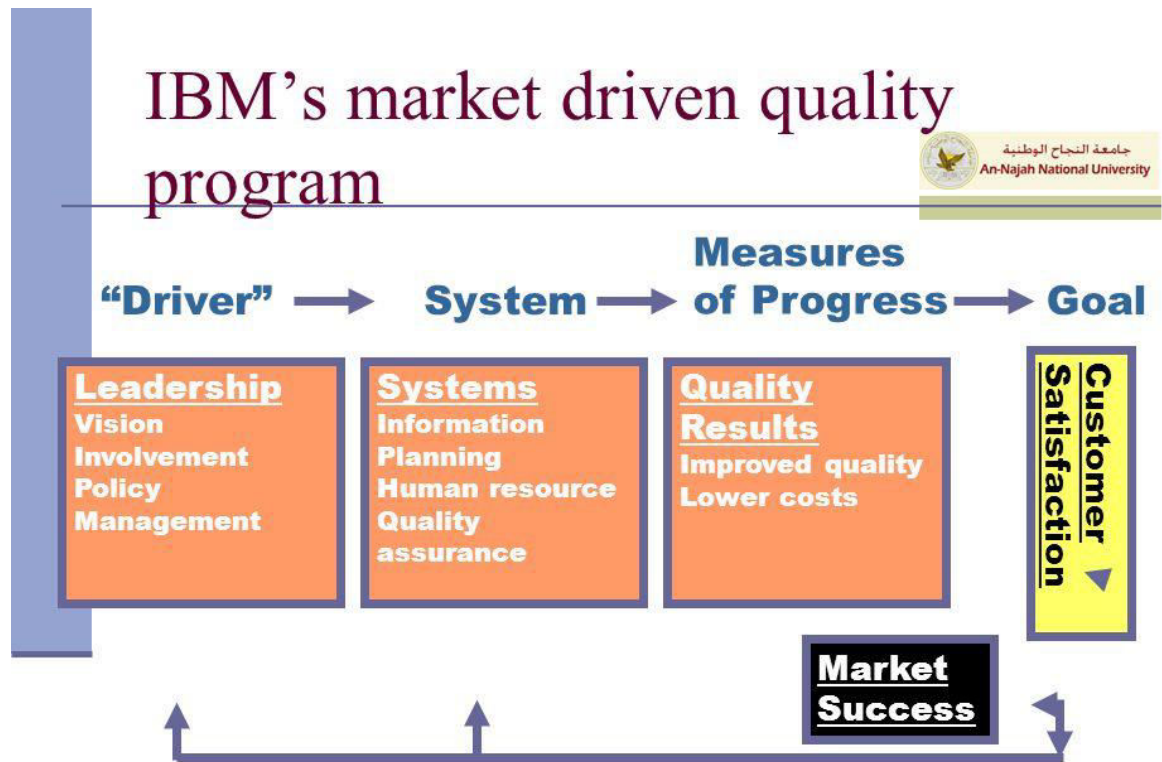 IBM’s market driven quality
program
جامعة النجاح الوطنية
An-Najah National University
“Driver”
System
Measures
of Progress
Goal
Leadership
Vision
Involvement
Policy
Management
Systems
Information
Planning
Human resource
Quality
assurance
Quality
Results
Improved quality
Lower costs
Customer
Satisfaction
Market
Success